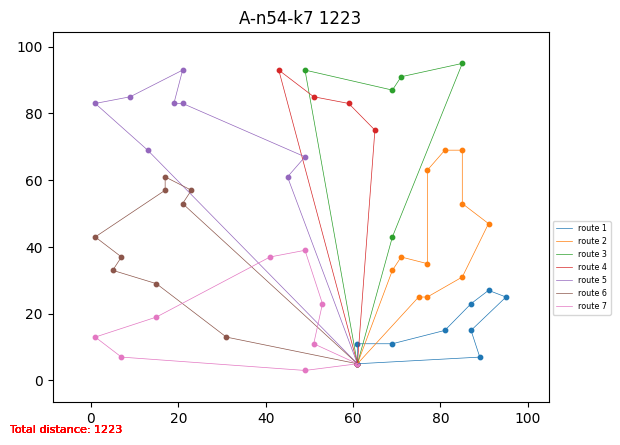 A-n54-k7 1223
100
80
60
40
20
0
0 20 40 60 80 100
route 1
route 2
route 3
route 4
route 5
route 6
route 7
Total distance: 1223